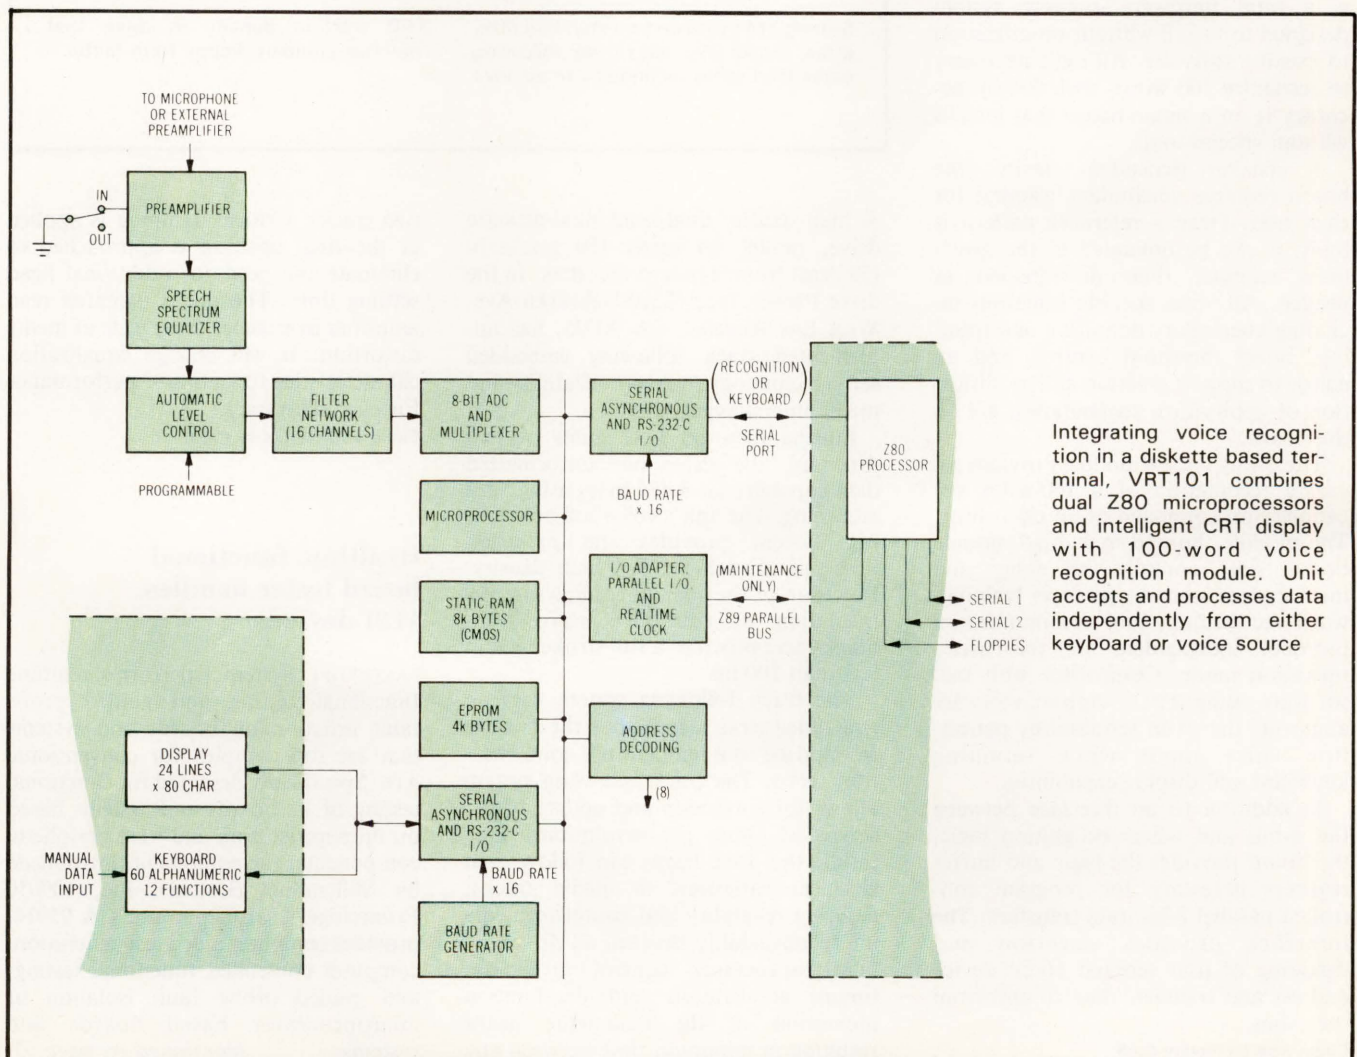 TO MICROPHONE
OR EXTERNAL
PREAMPLIFIER
IN
OUT
PREAMPLIFIER
SPEECH
SPECTRUM
EQUALIZER
AUTOMATIC
LEVEL
CONTROL
PROGRAMMABLE
FILTER
NETWORK
(16 CHANNELS)
8-BIT ADC
AND
MULTIPLEXER
SERIAL
ASYNCHRONOUS
AND RS-232-C
I/O
BAUD RATE
x 16
(RECOGNITION
OR
KEYBOARD)
SERIAL
PORT
Z80
PROCESSOR
MICROPROCESSOR
STATIC RAM
8k BYTES
(CMOS)
I/O ADAPTER,
PARALLEL I/O,
AND
REALTIME
CLOCK
(MAINTENANCE
ONLY)
Z89 PARALLEL
BUS
SERIAL 1
SERIAL 2
FLOPPIES
EPROM
4k BYTES
ADDRESS
DECODING
(8)
DISPLAY
24 LINES
x 80 CHAR
MANUAL
DATA
INPUT
KEYBOARD
60 ALPHANUMERIC
12 FUNCTIONS
SERIAL
ASYNCHRONOUS
AND RS-232-C
I/O
BAUD RATE
x 16
BAUD RATE
GENERATOR
Integrating voice recogni-
tion in a diskette based ter-
minal, VRT101 combines
dual Z80 microprocessors
and intelligent CRT display
with 100-word voice
recognition module. Unit
accepts and processes data
independently from either
keyboard or voice source